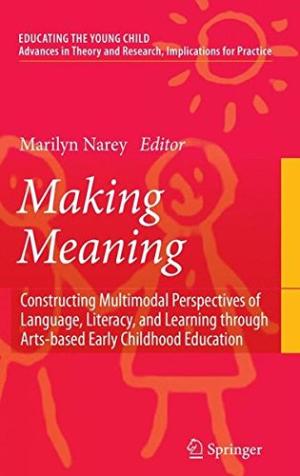 EDUCATING THE YOUNG CHILD
Advances in Theory and Research, Implications for Practice
Marilyn Narey Editor
Making
Meaning
Constructing Multimodal Perspectives of
Language, Literacy, and Learning through
Arts-based Early Childhood Education
Springer